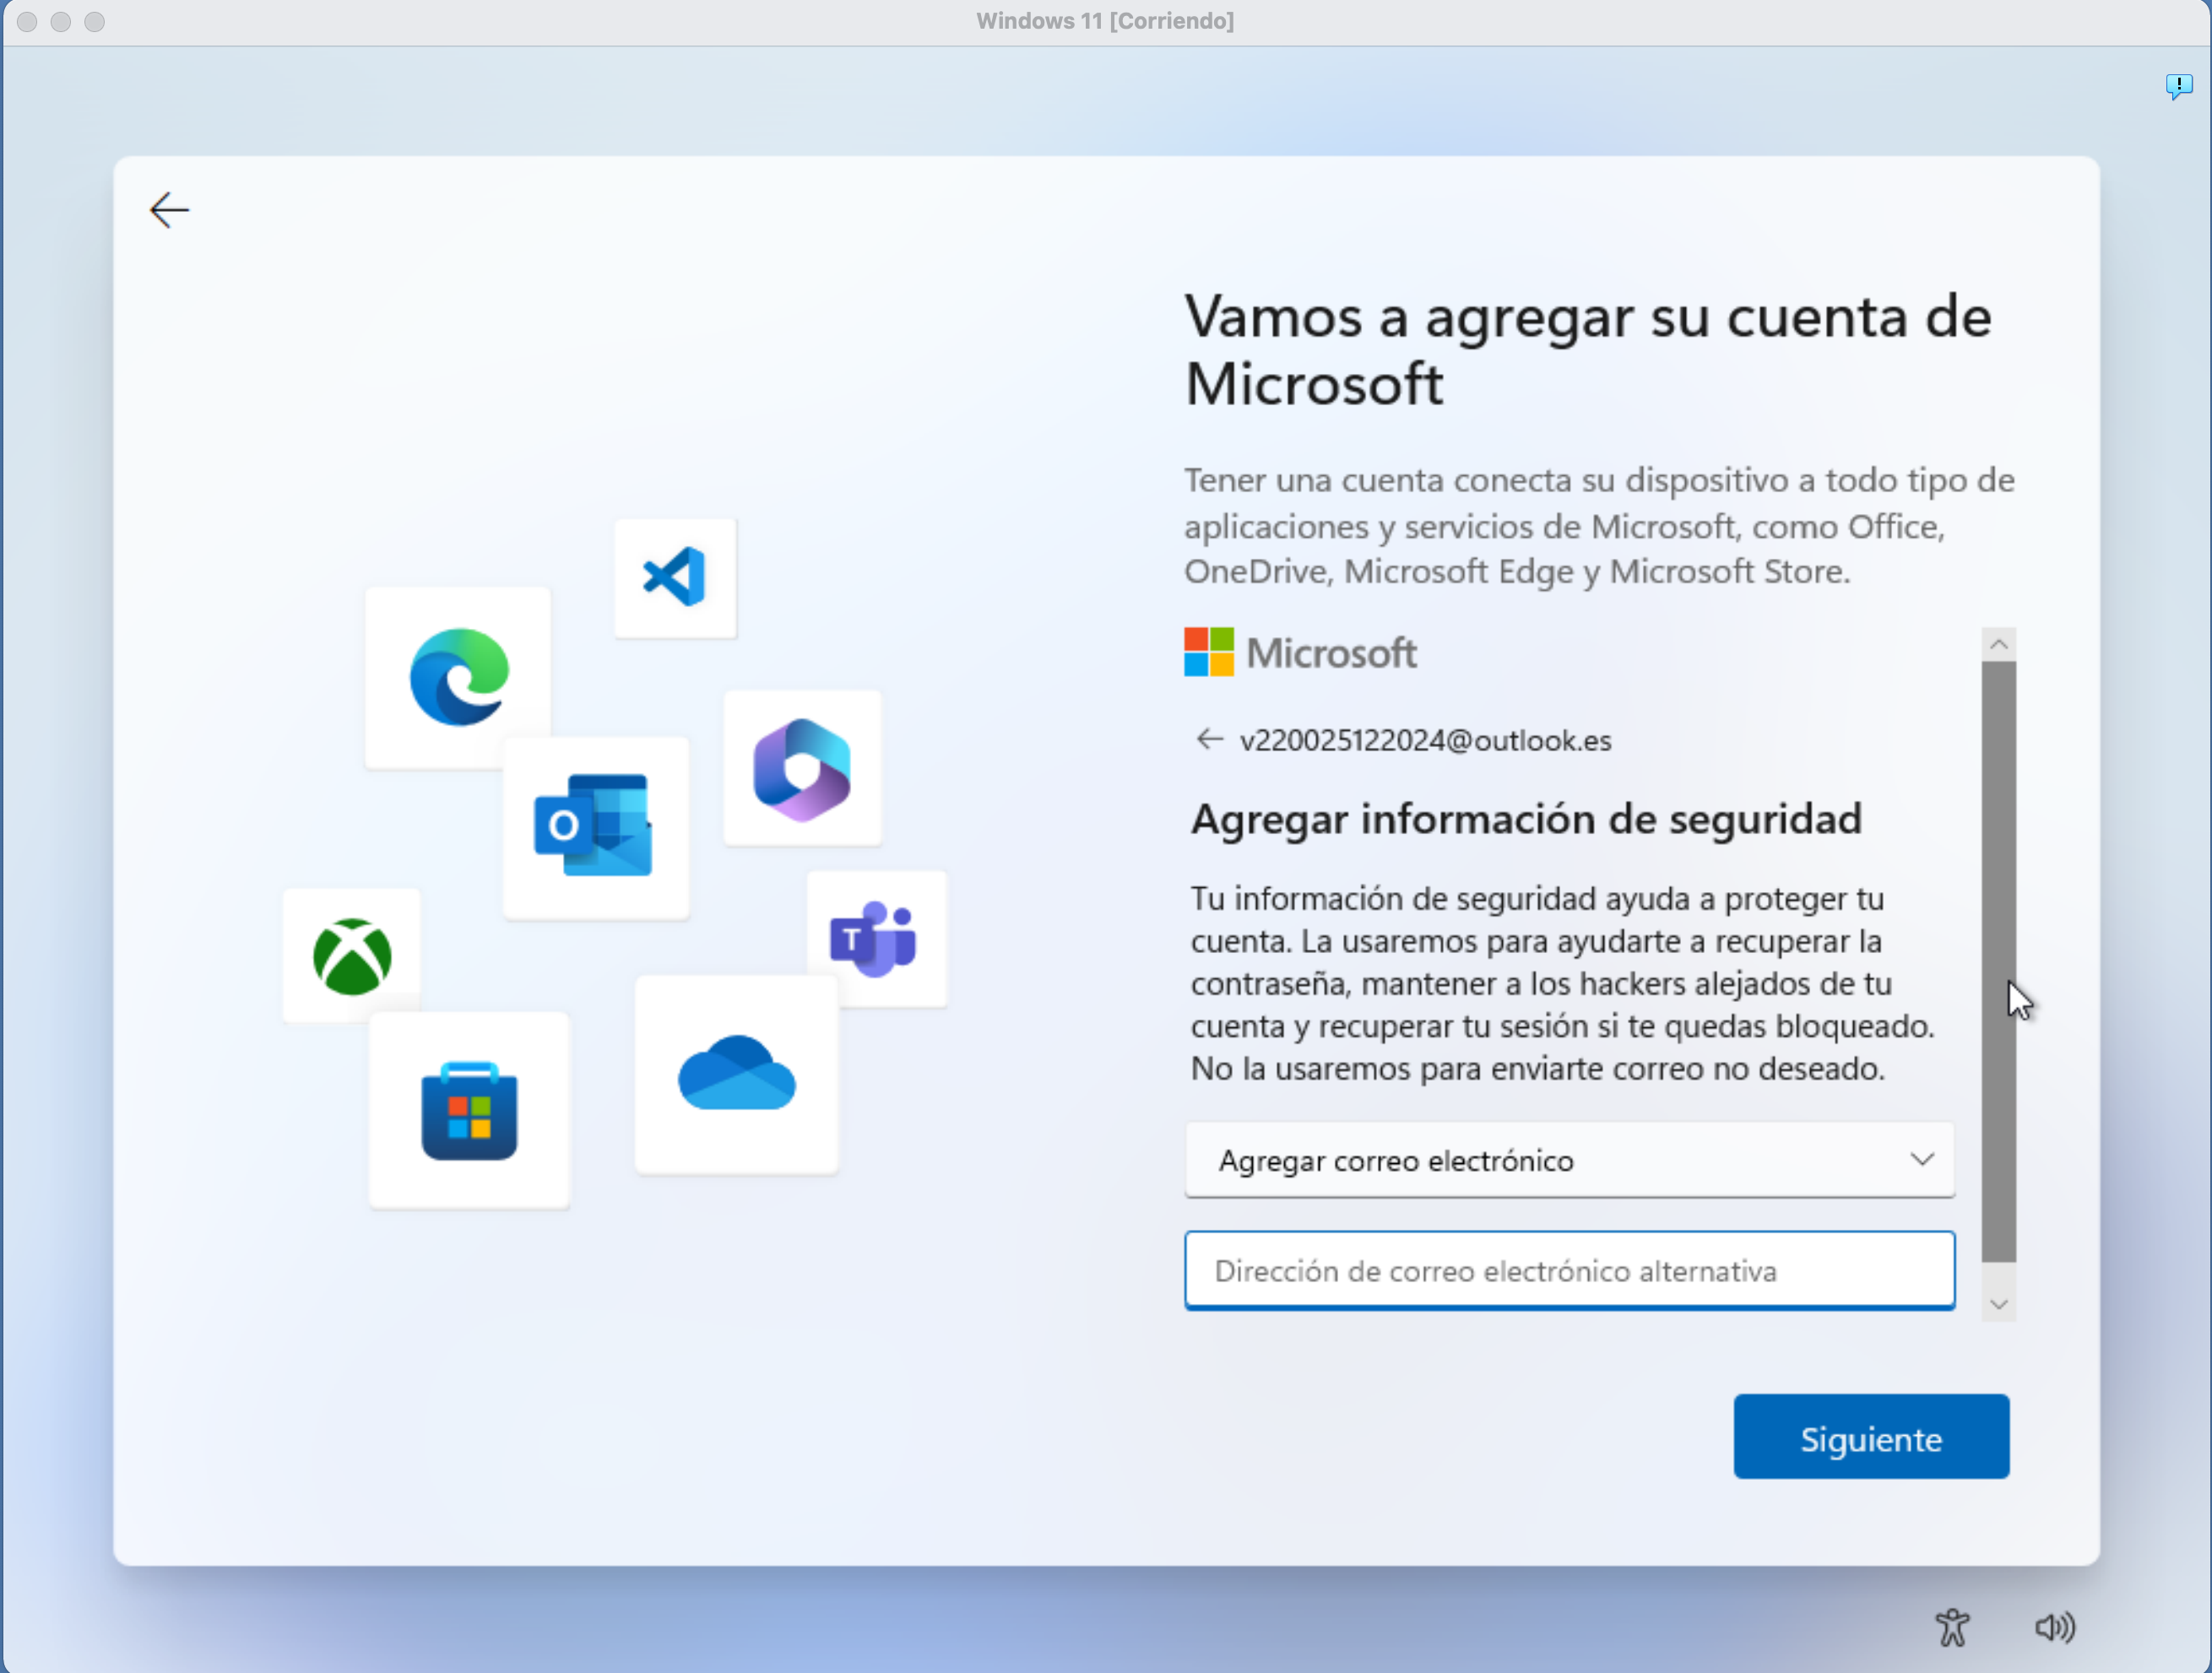 Windows 11 [Corriendo]
Vamos a agregar su cuenta de
Microsoft
Tener una cuenta conecta su dispositivo a todo tipo de
aplicaciones y servicios de Microsoft, como Office,
OneDrive, Microsoft Edge y Microsoft Store.
Microsoft
v220025122024@outlook.es
Agregar información de seguridad
Tu información de seguridad ayuda a proteger tu
cuenta. La usaremos para ayudarte a recuperar la
contraseña, mantener a los hackers alejados de tu
cuenta y recuperar tu sesión si te quedas bloqueado.
No la usaremos para enviarte correo no deseado.
Agregar correo electrónico
Dirección de correo electrónico alternativa
Siguiente